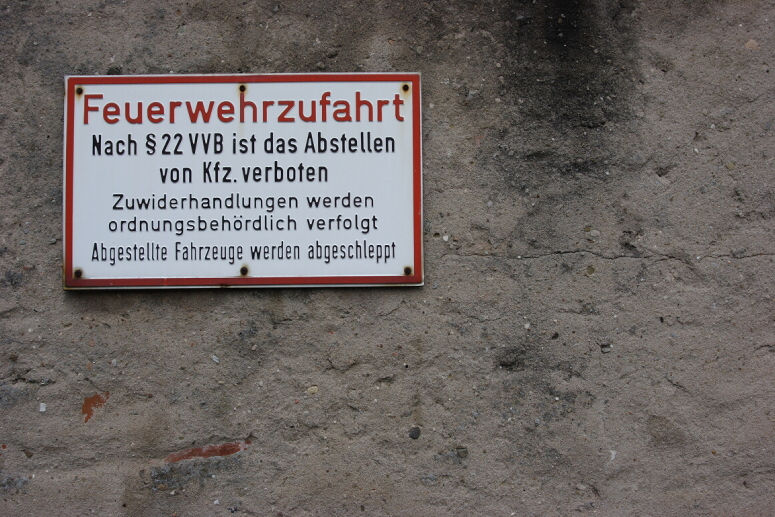 Feuerwehrzufahrt
Nach § 22 VVB ist das Abstellen
von Kfz. verboten
Zuwiderhandlungen werden
ordnungsbehördlich verfolgt
Abgestellte Fahrzeuge werden abgeschleppt